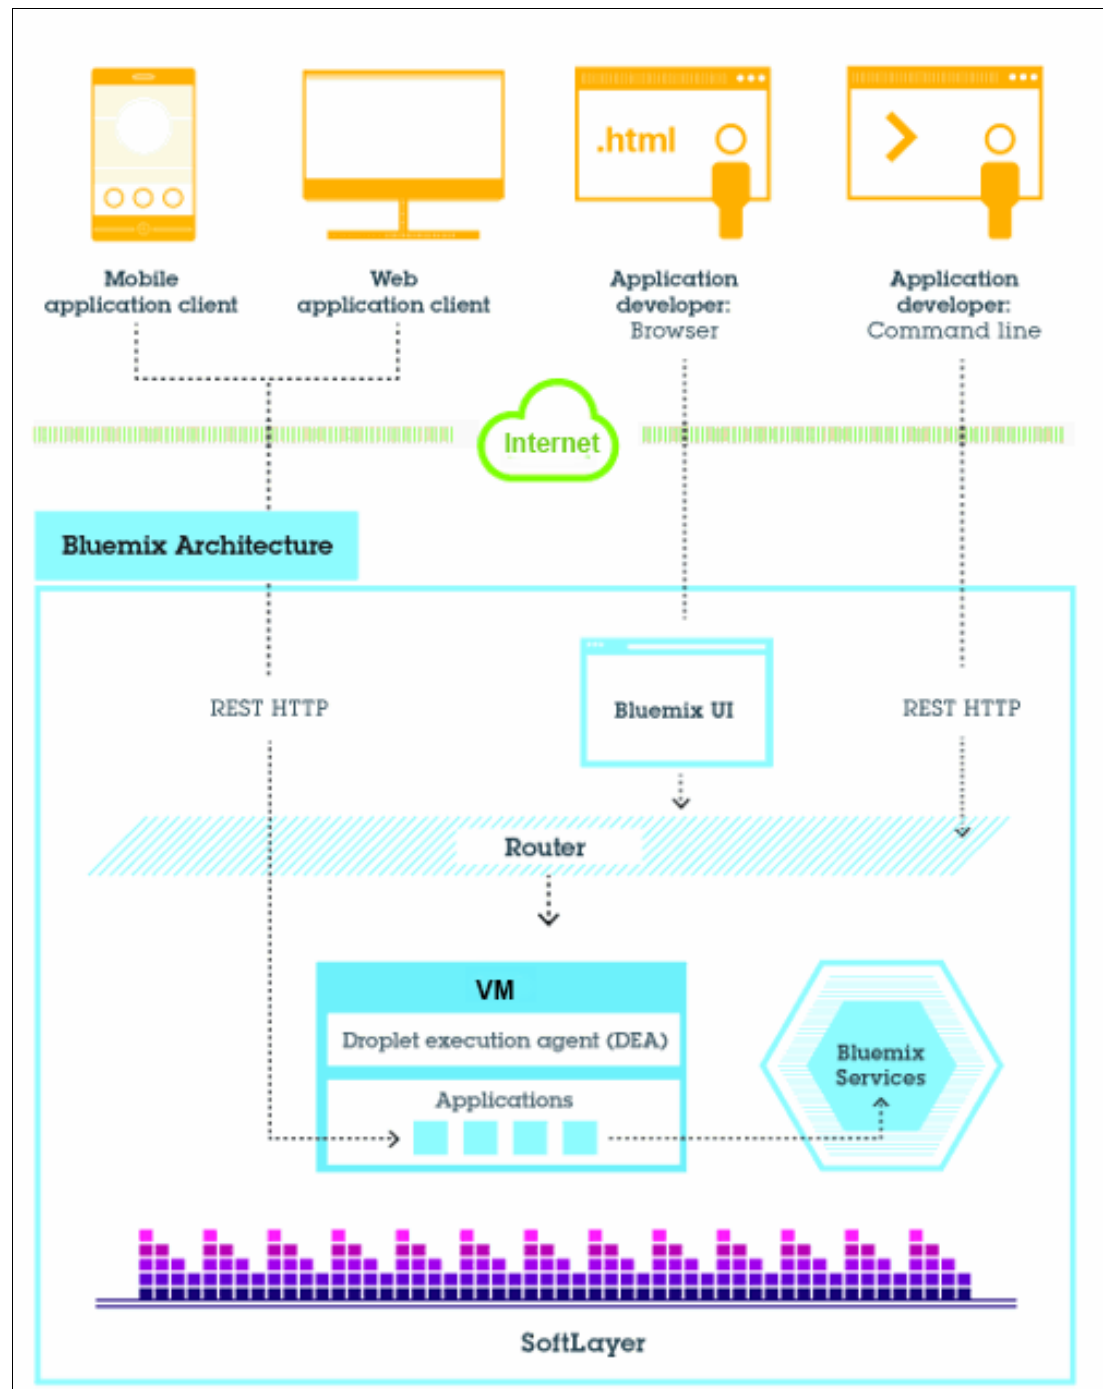 .html
Mobile
application client
Web
application client
Application
developer:
Browser
Application
developer:
Command line
Internet
Bluemix Architecture
REST HTTP
Bluemix UI
REST HTTP
Router
VM
Droplet execution agent (DEA)
Applications
Bluemix
Services
SoftLayer